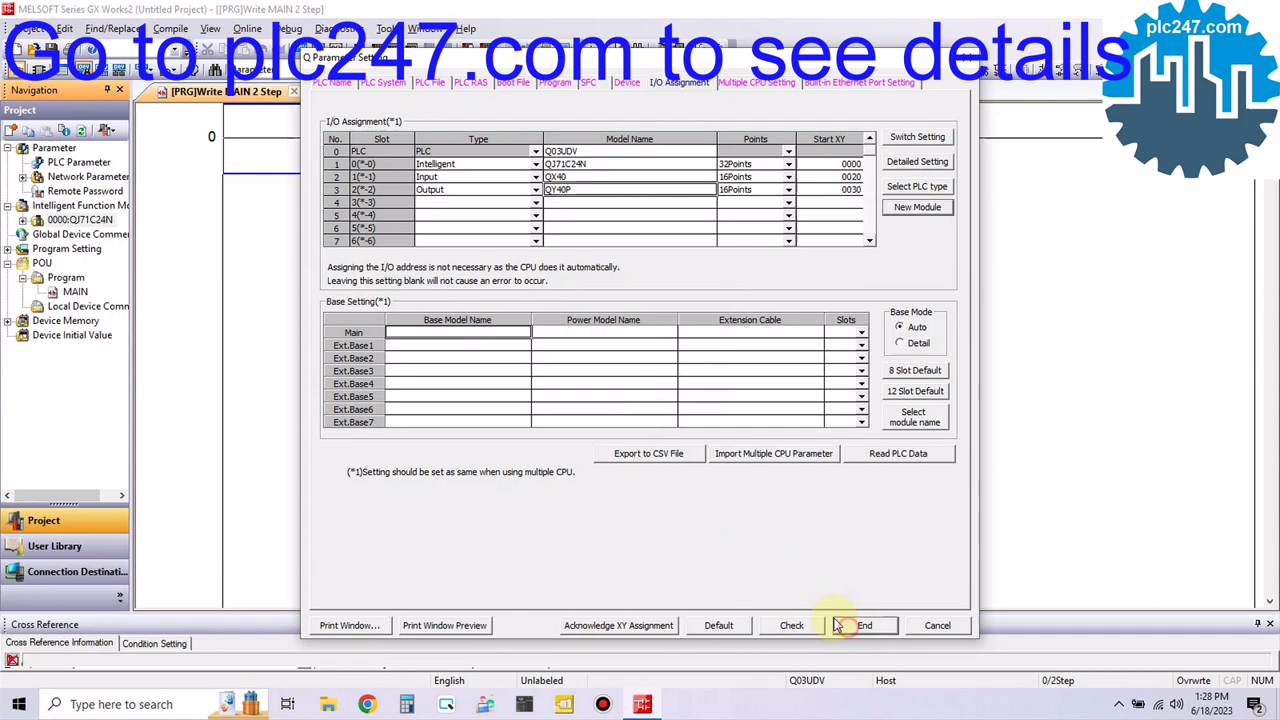 MELSOFT Series GX Works2 (Untitled Project) - [[PRG]Write MAIN 2 Step]
Project Edit Find/Replace Compile View Online Debug Diagnostics Tools Window Help
Go to plc247.com to see details
plc247.com
Q Parameter Setting
PLC Name PLC System PLC File PLC RAS Boot File Program SFC Device I/O Assignment Multiple CPU Setting Built-in Ethernet Port Setting
Navigation
[PRG]Write MAIN 2 Step
Project
Parameter
PLC Parameter
Network Parameter
Remote Password
Intelligent Function Mo
0000:QJ71C24N
Global Device Comme
Program Setting
POU
Program
MAIN
Local Device Comn
Device Memory
Device Initial Value
0
I/O Assignment(*1)
No. Slot Type Model Name Points Start XY
0 PLC PLC Q03UDV
1 0(*-0) Intelligent QJ71C24N 32Points 0000
2 1(*-1) Input QX40 16Points 0020
3 2(*-2) Output QY40P 16Points 0030
4 3(*-3)
5 4(*-4)
6 5(*-5)
7 6(*-6)
Switch Setting
Detailed Setting
Select PLC type
New Module
Assigning the I/O address is not necessary as the CPU does it automatically.
Leaving this setting blank will not cause an error to occur.
Base Setting(*1)
Base Model Name Power Model Name Extension Cable Slots
Main
Ext.Base1
Ext.Base2
Ext.Base3
Ext.Base4
Ext.Base5
Ext.Base6
Ext.Base7
Base Mode
Auto
Detail
8 Slot Default
12 Slot Default
Select
module name
Export to CSV File Import Multiple CPU Parameter Read PLC Data
(*1)Setting should be set as same when using multiple CPU.
Print Window... Print Window Preview Acknowledge XY Assignment Default Check End Cancel
Project
User Library
Connection Destinati...
Cross Reference
Cross Reference Information Condition Setting
English Unlabeled Q03UDV Host 0/2Step Ovrwrte CAP NUM
Type here to search
1:28 PM
6/18/2023
2